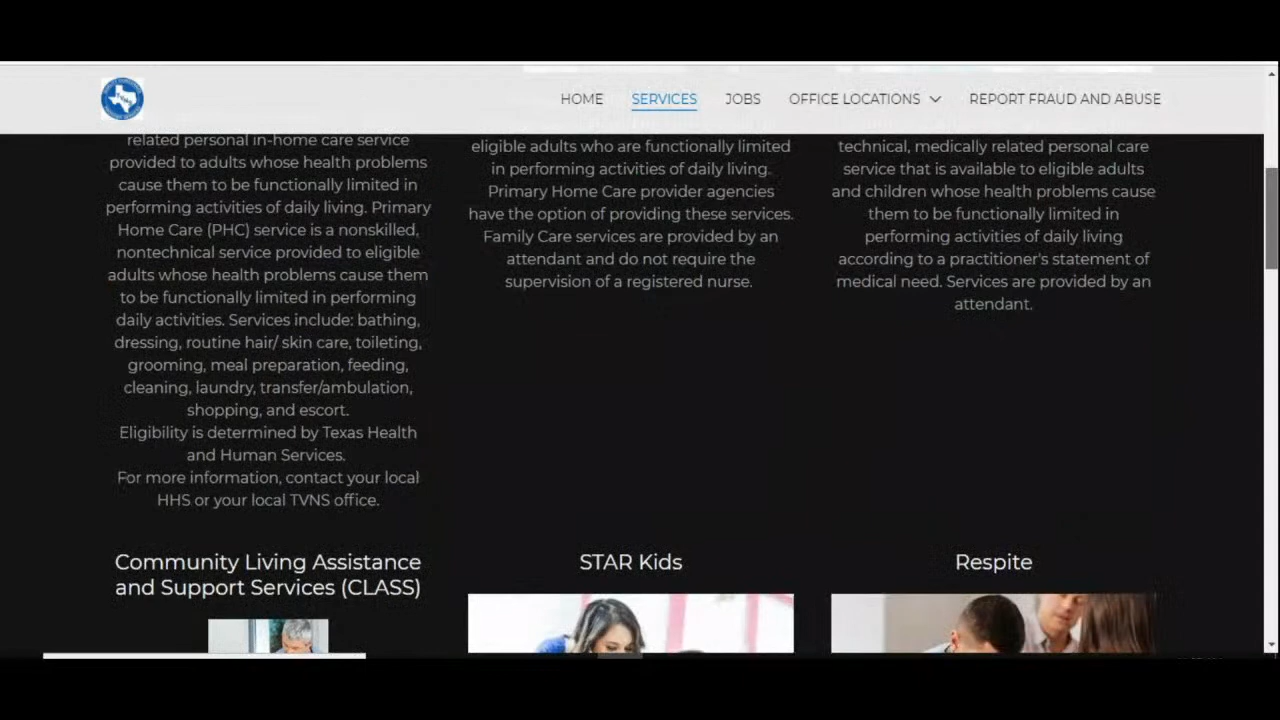 HOME SERVICES JOBS OFFICE LOCATIONS REPORT FRAUD AND ABUSE
related personal in-home care service
provided to adults whose health problems
cause them to be functionally limited in
performing activities of daily living. Primary
Home Care (PHC) service is a nonskilled,
nontechnical service provided to eligible
adults whose health problems cause them
to be functionally limited in performing
daily activities. Services include: bathing,
dressing, routine hair/ skin care, toileting,
grooming, meal preparation, feeding,
cleaning, laundry, transfer/ambulation,
shopping, and escort.
Eligibility is determined by Texas Health
and Human Services.
For more information, contact your local
HHS or your local TVNS office.
eligible adults who are functionally limited
in performing activities of daily living.
Primary Home Care provider agencies
have the option of providing these services.
Family Care services are provided by an
attendant and do not require the
supervision of a registered nurse.
technical, medically related personal care
service that is available to eligible adults
and children whose health problems cause
them to be functionally limited in
performing activities of daily living
according to a practitioner's statement of
medical need. Services are provided by an
attendant.
Community Living Assistance
and Support Services (CLASS)
STAR Kids
Respite